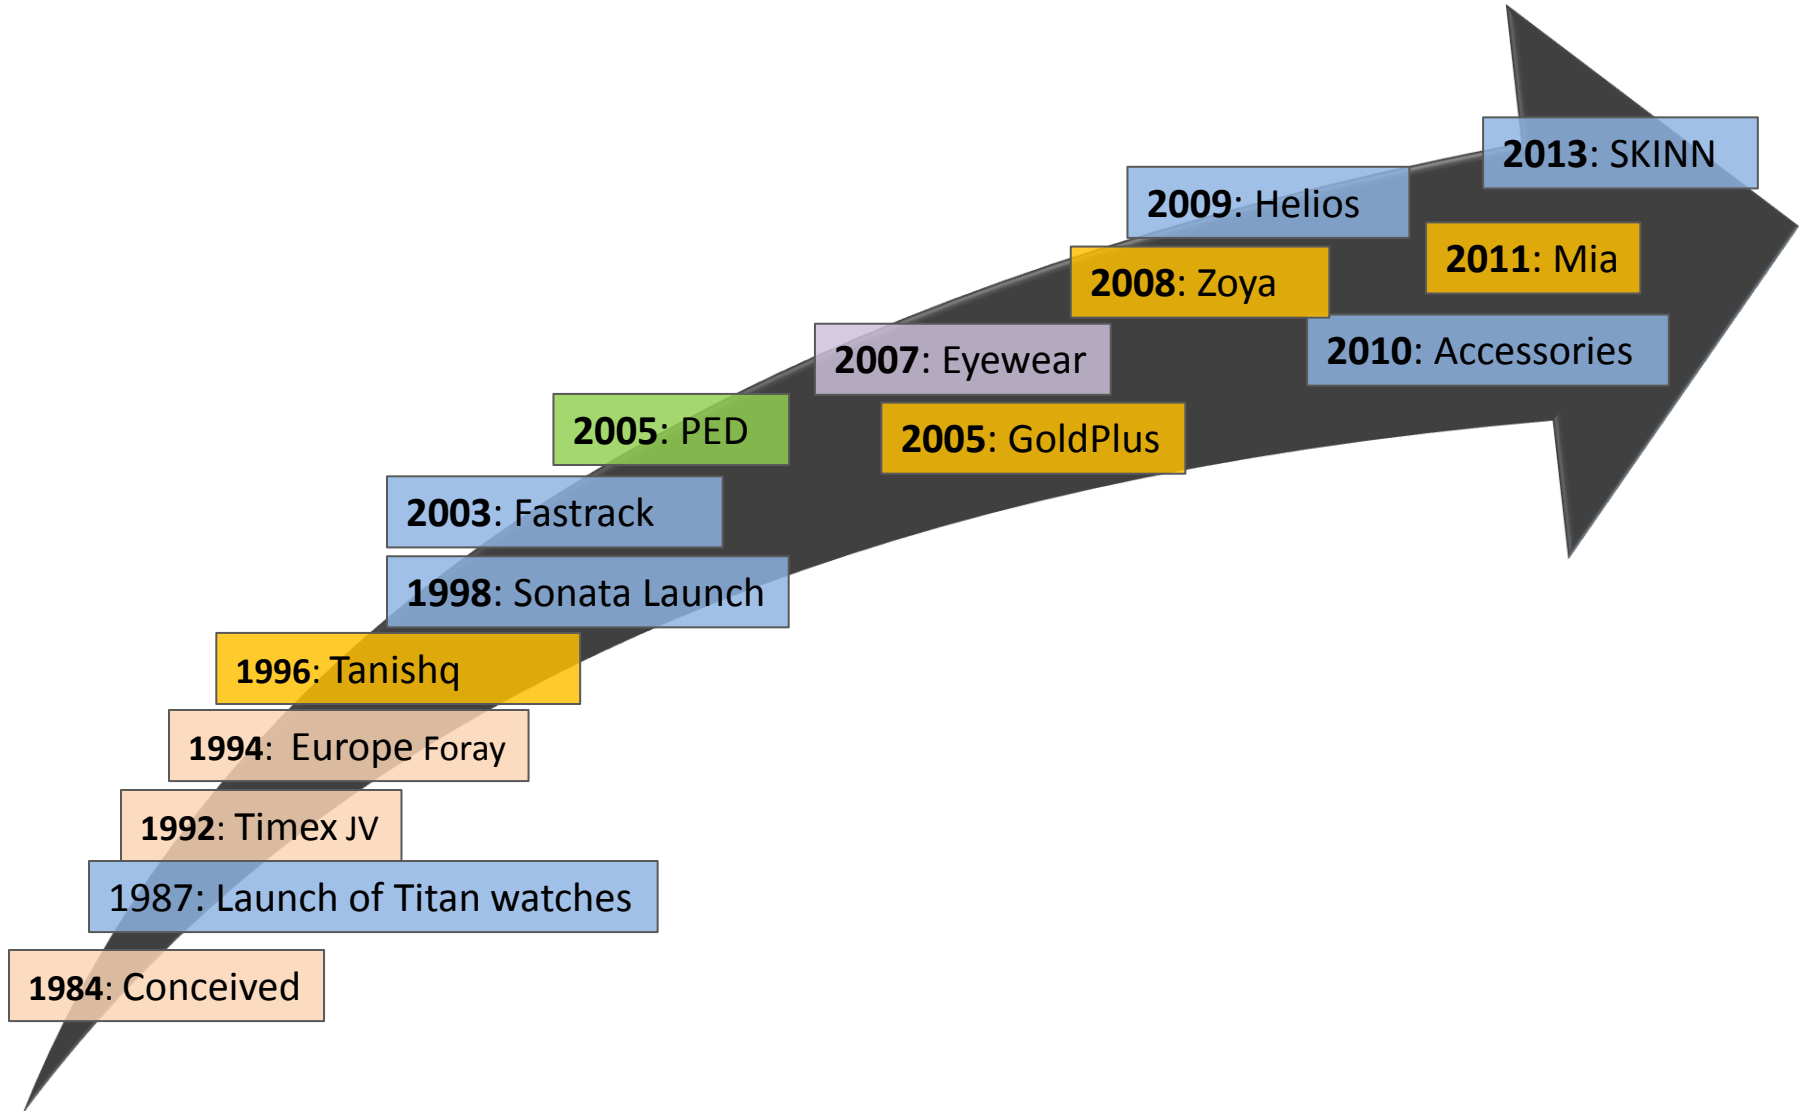 2013: SKINN
2009: Helios
2011: Mia
2008: Zoya
2010: Accessories
2007: Eyewear
2005: PED
2005: GoldPlus
2003: Fastrack
1998: Sonata Launch
1996: Tanishq
1994:  Europe Foray
1992: Timex JV
1987: Launch of Titan watches
1984: Conceived